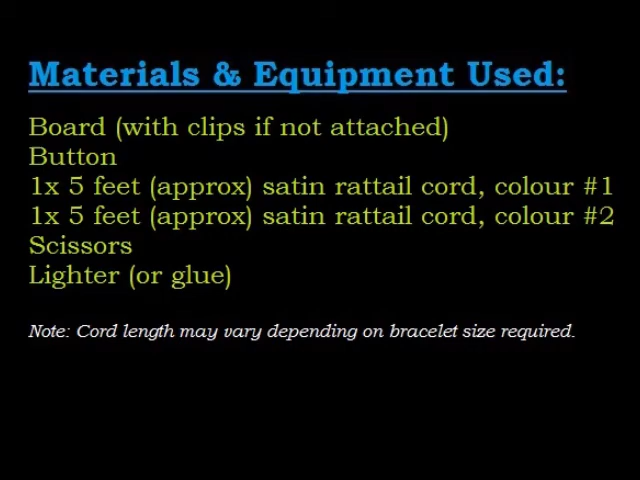 Materials & Equipment Used:
Board (with clips if not attached)
Button
1x 5 feet (approx) satin rattail cord, colour #1
1x 5 feet (approx) satin rattail cord, colour #2
Scissors
Lighter (or glue)
Note: Cord length may vary depending on bracelet size required.